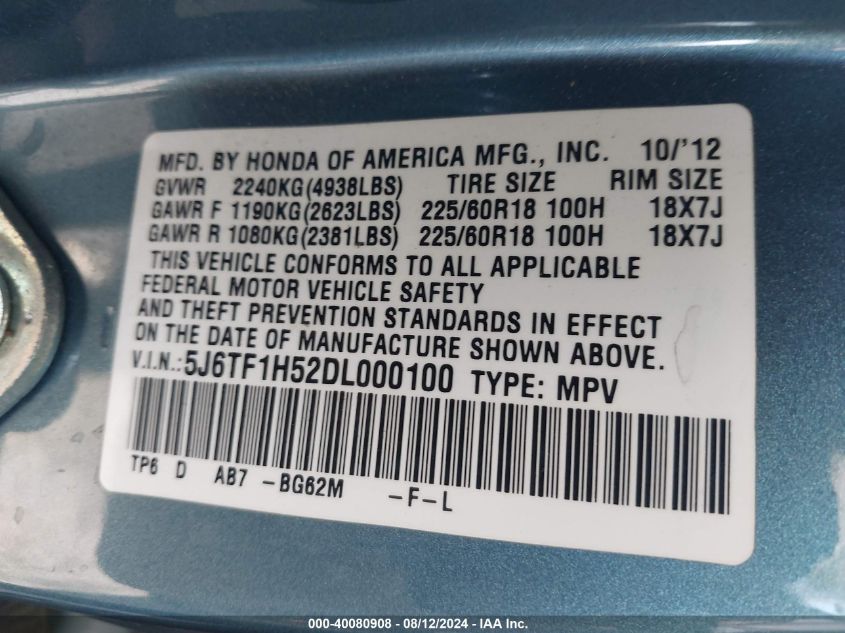 MFD. BY HONDA OF AMERICA MFG., INC. 10/'12
GVWR 2240KG(4938LBS) TIRE SIZE RIM SIZE
GAWR F 1190KG(2623LBS) 225/60R18 100H 18X7J
GAWR R 1080KG(2381LBS) 225/60R18 100H 18X7J
THIS VEHICLE CONFORMS TO ALL APPLICABLE
FEDERAL MOTOR VEHICLE SAFETY
AND THEFT PREVENTION STANDARDS IN EFFECT
ON THE DATE OF MANUFACTURE SHOWN ABOVE.
V.I.N.:5J6TF1H52DL000100 TYPE: MPV
TP6 D AB7 -BG62M -F-L
000-40080908 - 08/12/2024 - IAAI.COM